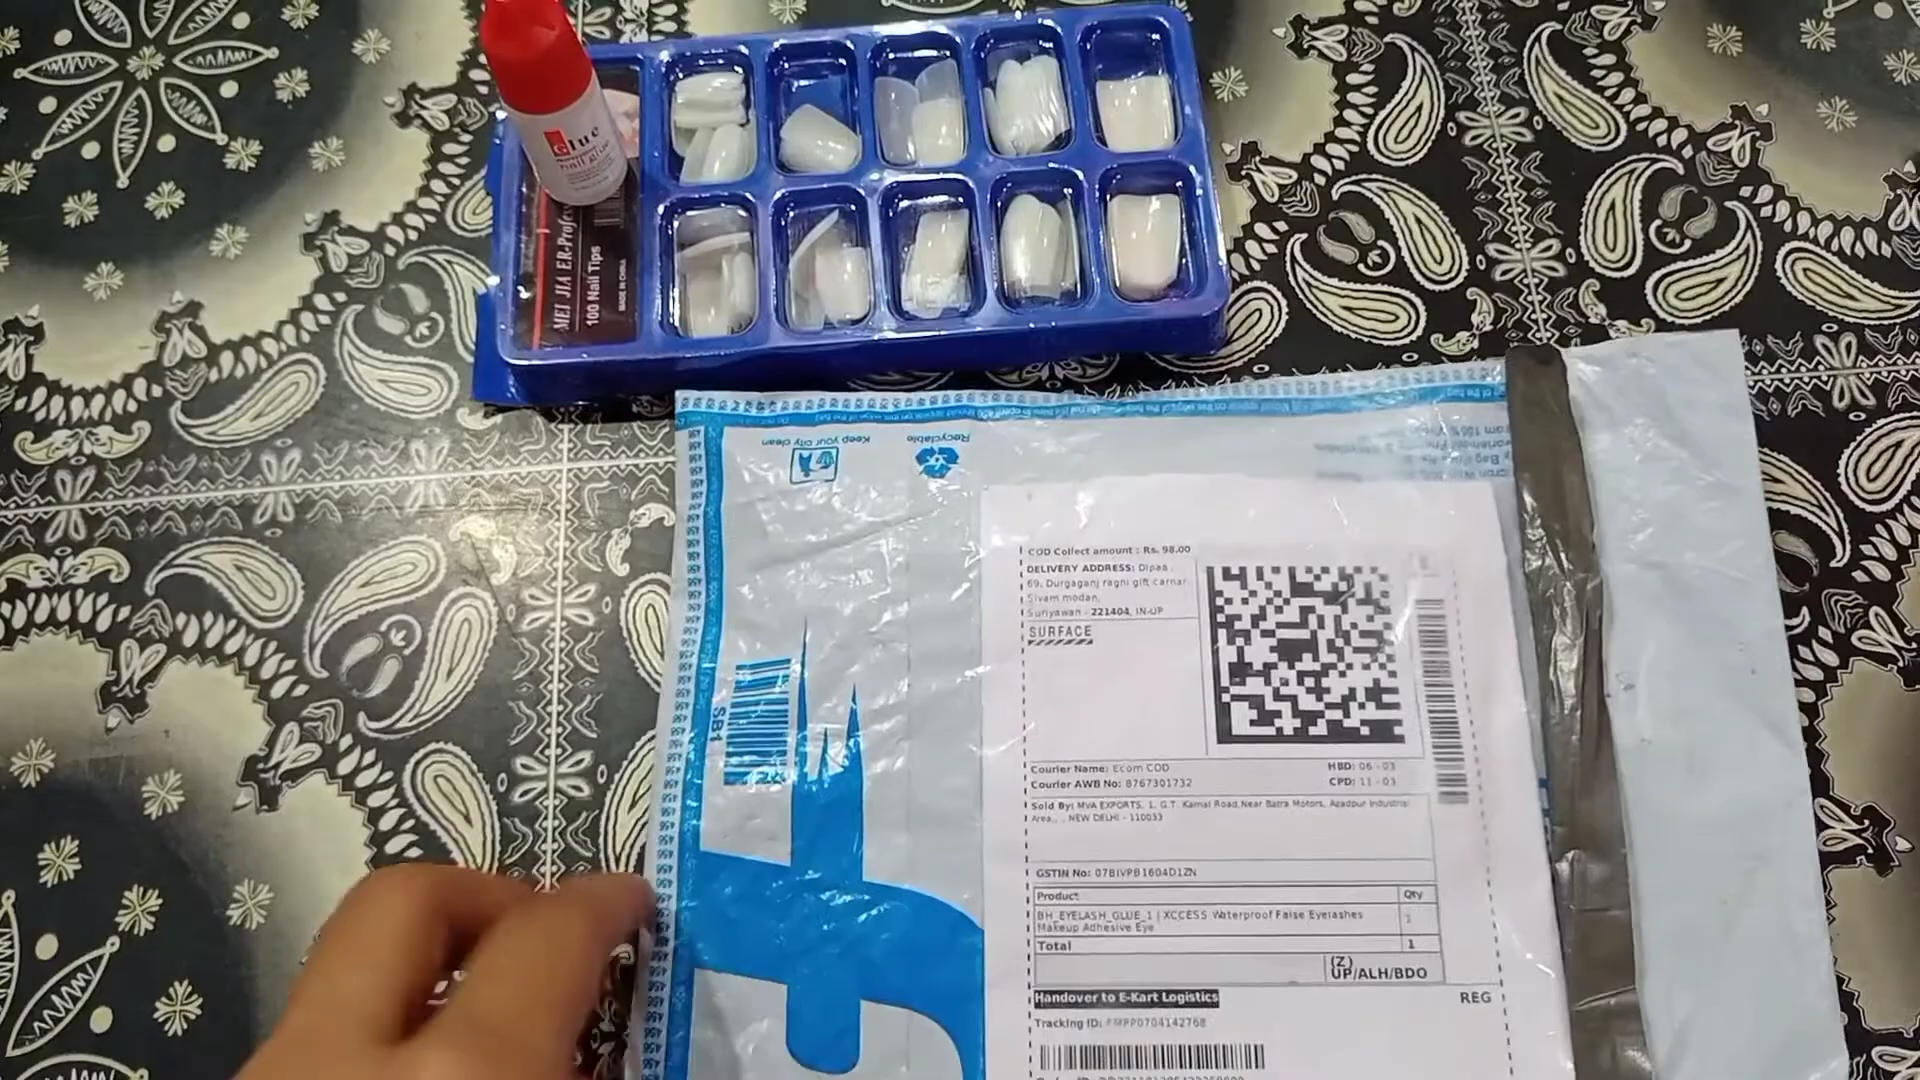 Glue
nail glue
MEI JIA ER-Profe
100 Nail Tips
MADE IN CHINA
Keep your city clean
Recyclable
SB1
COD Collect amount : Rs. 98.00
DELIVERY ADDRESS: Dipaa
69, Durgaganj ragni gift carnar
Sivam modan,
Suriyawan - 221404, IN-UP
SURFACE
Courier Name: Ecom COD
HBD: 06 - 03
Courier AWB No: 8767301732
CPD: 11 - 03
Sold By: MVA EXPORTS, 1, G.T. Karnal Road,Near Batra Motors, Azadpur Industrial
Area,, , NEW DELHI - 110033
GSTIN No: 07BIVPB1604D1ZN
Product Qty
BH_EYELASH_GLUE_1 | XCCESS Waterproof False Eyelashes
Makeup Adhesive Eye 1
Total 1
(Z)
UP/ALH/BDO
Handover to E-Kart Logistics
REG
Tracking ID: FMPP0704142768